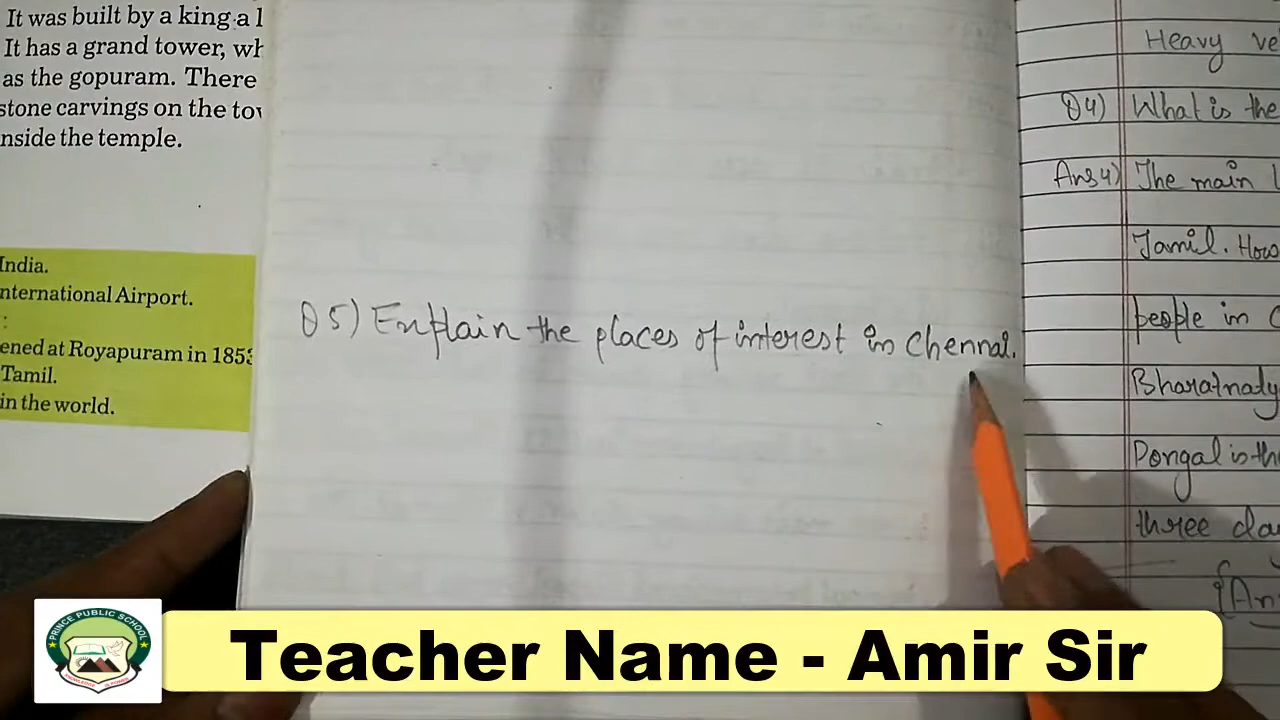 It was built by a king a l
It has a grand tower, wh
as the gopuram. There
stone carvings on the tov
nside the temple.
India.
nternational Airport.
:
ened at Royapuram in 1853
Tamil.
in the world.
Q5) Explain the places of interest in Chennai.
Heavy ve
Q4) What is the
Ans4) The main l
Tamil. How
people in C
Bharatnaty
Pongal is th
three da
{An
PRINCE PUBLIC SCHOOL
Teacher Name - Amir Sir